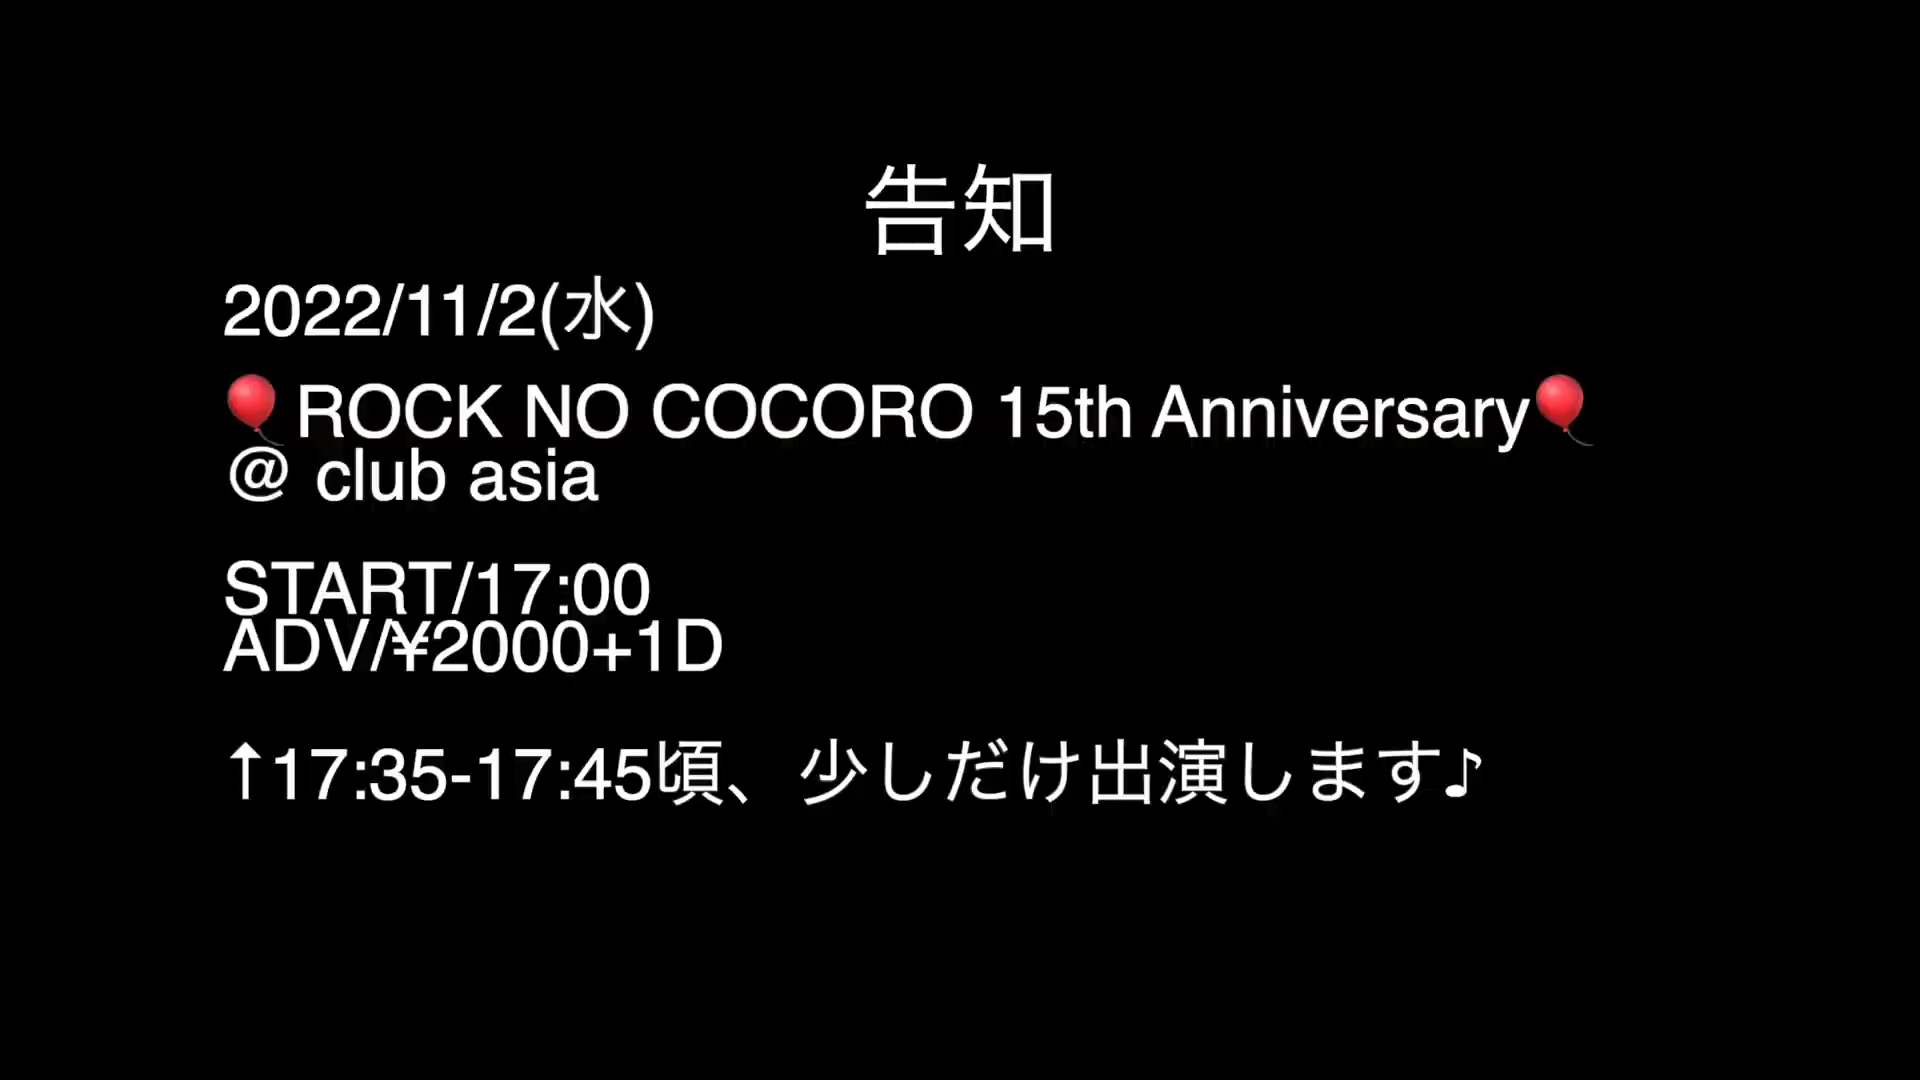 告知
2022/11/2(水)
🎈ROCK NO COCORO 15th Anniversary🎈
@ club asia
START/17:00
ADV/¥2000+1D
↑17:35-17:45頃、少しだけ出演します♪